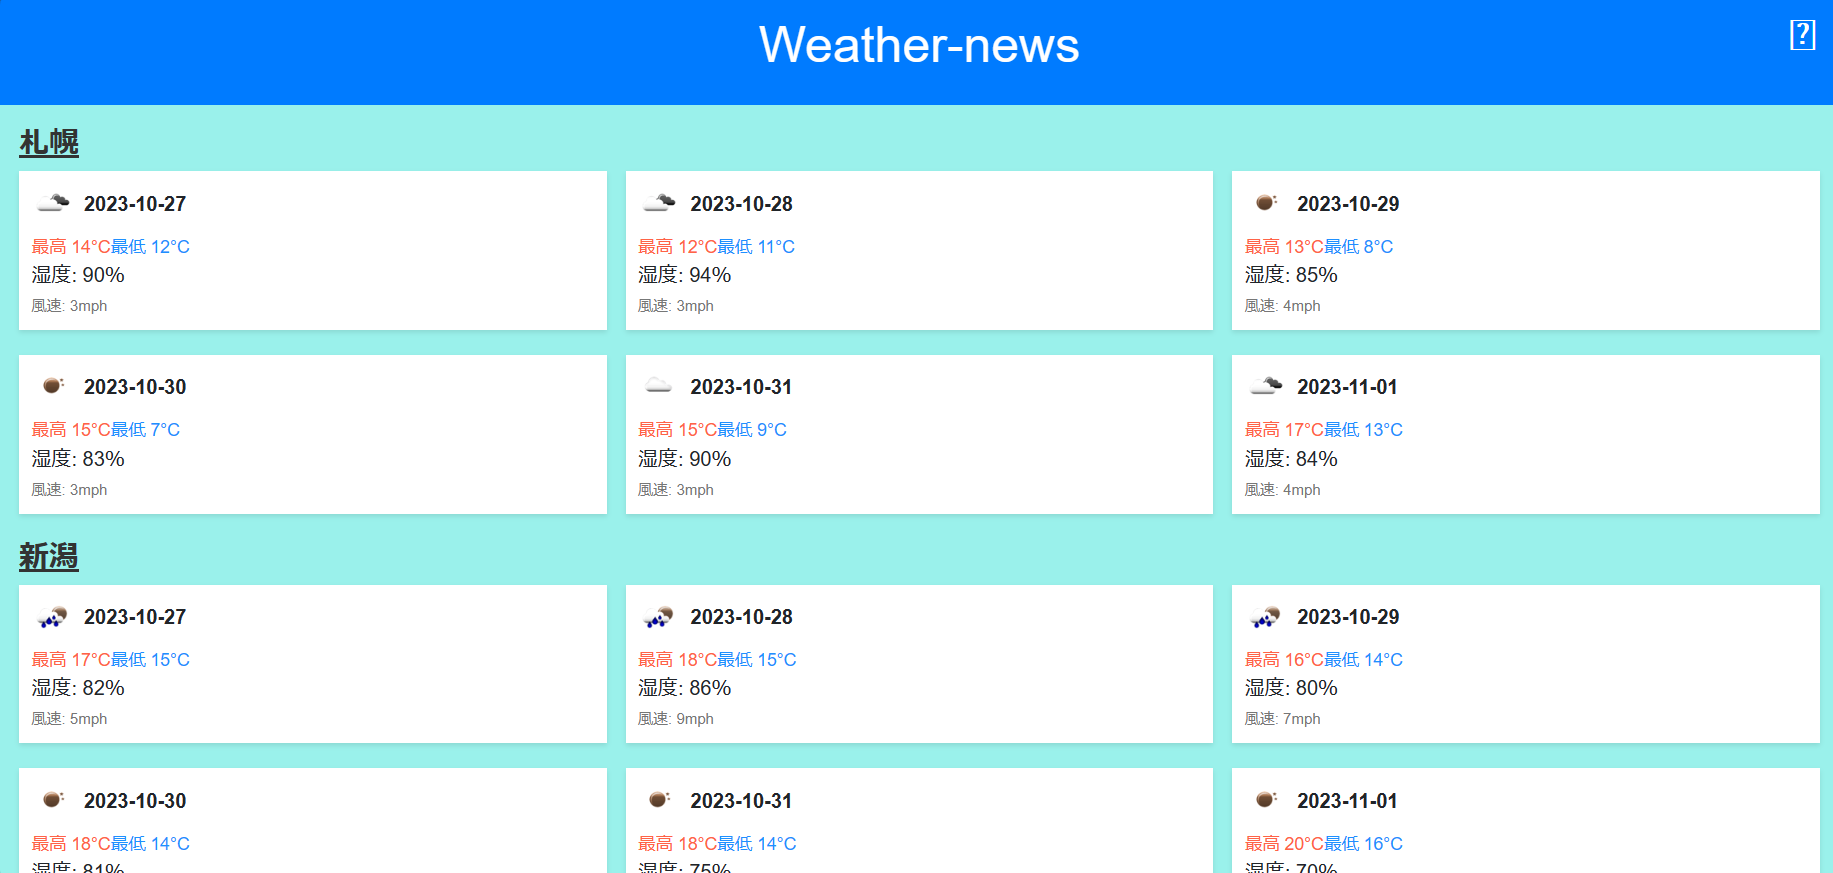 Weather-news
札幌
2023-10-27
最高 14°C最低 12°C
湿度: 90%
風速: 3mph
2023-10-28
最高 12°C最低 11°C
湿度: 94%
風速: 3mph
2023-10-29
最高 13°C最低 8°C
湿度: 85%
風速: 4mph
2023-10-30
最高 15°C最低 7°C
湿度: 83%
風速: 3mph
2023-10-31
最高 15°C最低 9°C
湿度: 90%
風速: 3mph
2023-11-01
最高 17°C最低 13°C
湿度: 84%
風速: 4mph
新潟
2023-10-27
最高 17°C最低 15°C
湿度: 82%
風速: 5mph
2023-10-28
最高 18°C最低 15°C
湿度: 86%
風速: 9mph
2023-10-29
最高 16°C最低 14°C
湿度: 80%
風速: 7mph
2023-10-30
最高 18°C最低 14°C
湿度: 81%
2023-10-31
最高 18°C最低 14°C
湿度: 75%
2023-11-01
最高 20°C最低 16°C
湿度: 70%